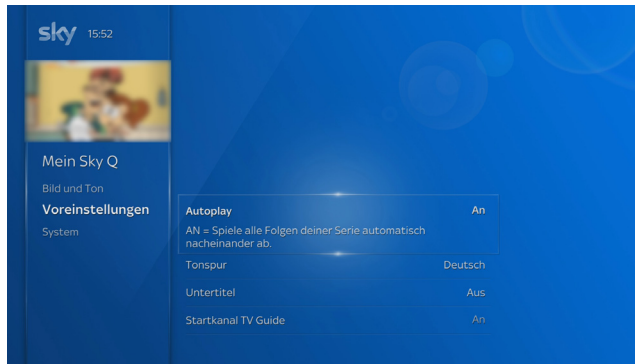 sky 15:52
Mein Sky Q
Bild und Ton
Voreinstellungen
System
Autoplay An
AN = Spiele alle Folgen deiner Serie automatisch
nacheinander ab.
Tonspur Deutsch
Untertitel Aus
Startkanal TV Guide An